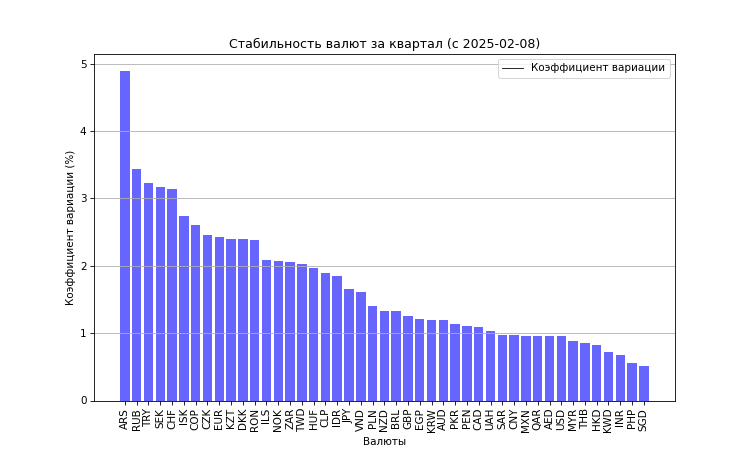 Стабильность валют за квартал (с 2025-02-08)
Коэффициент вариации
Коэффициент вариации (%)
5
4
3
2
1
0
ARS RUB TRY SEK CHF ISK COP CZK EUR KZT DKK RON ILS NOK ZAR TWD HUF CLP IDR JPY VND PLN NZD BRL GBP EGP KRW AUD PKR PEN CAD UAH SAR CNY MXN QAR AED USD MYR THB HKD KWD INR PHP SGD
Валюты